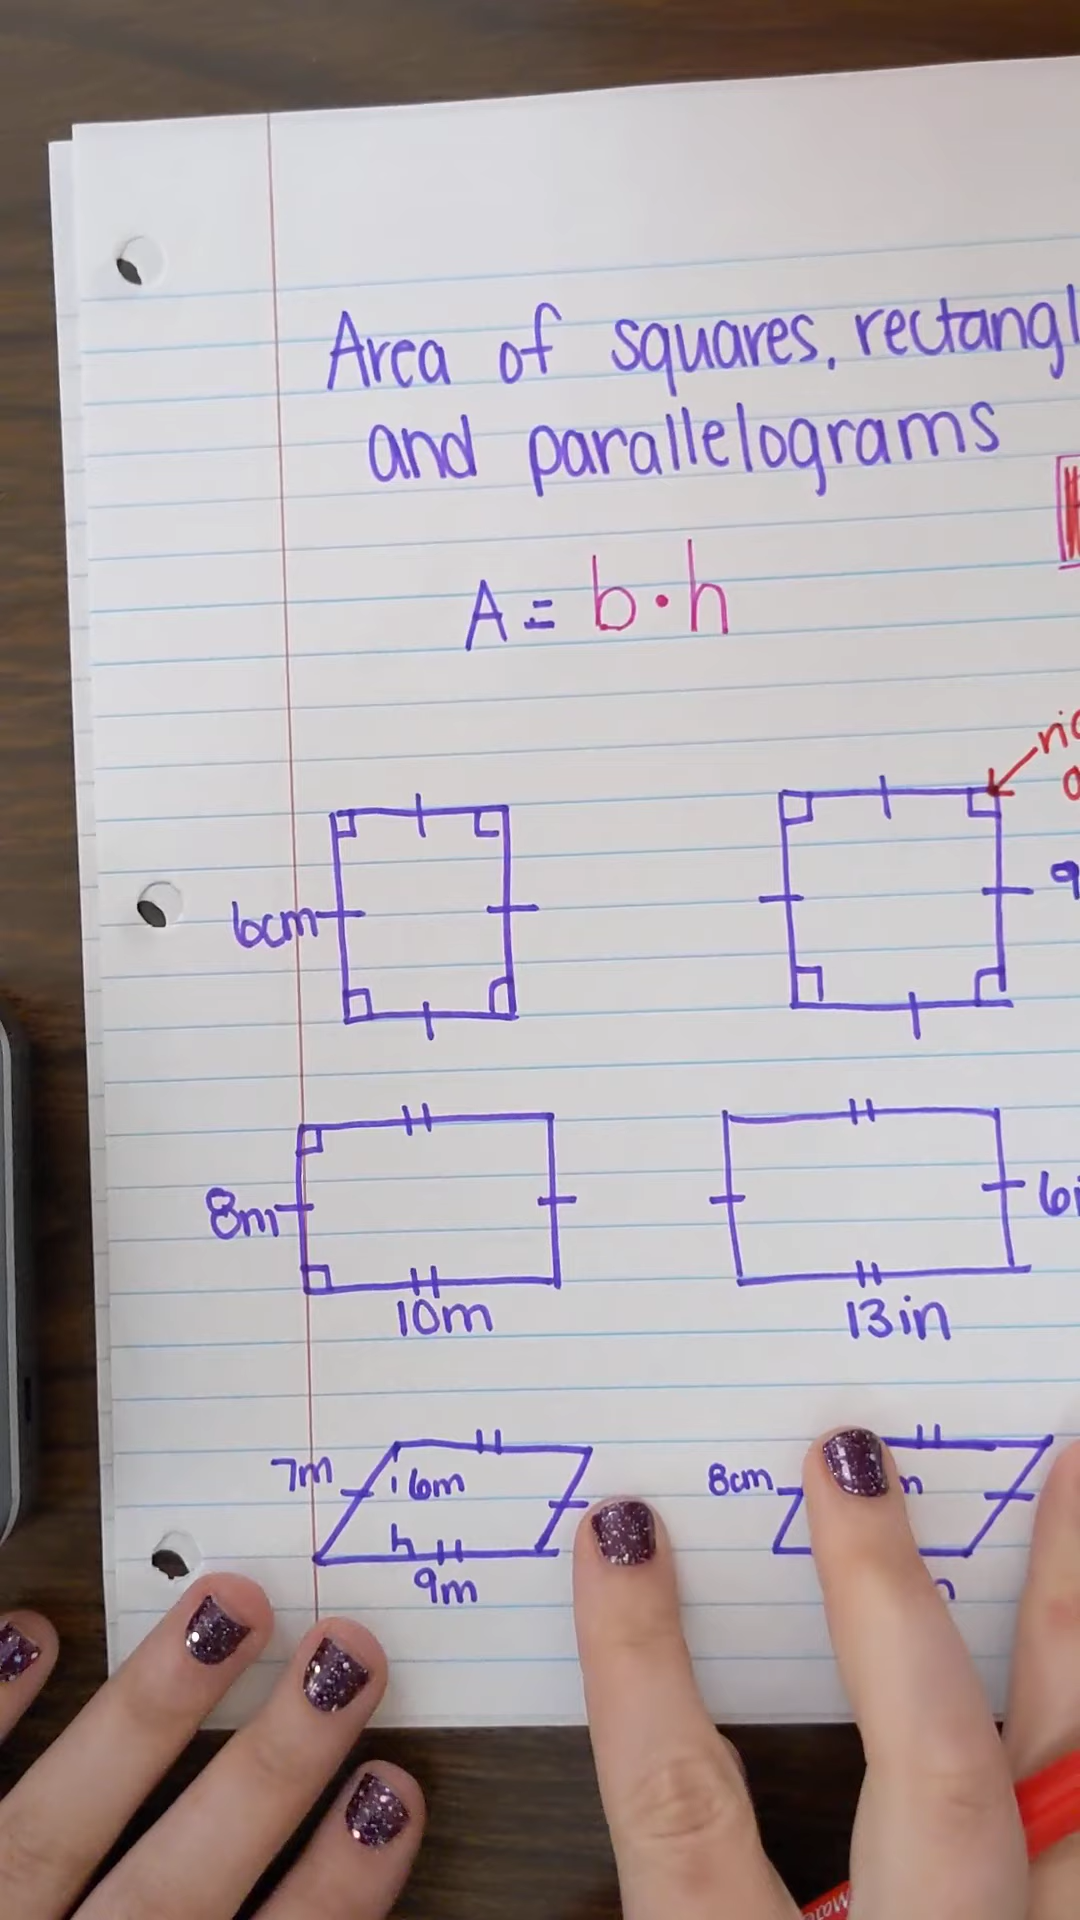 Area of squares, rectangl
and parallelograms
A = b · h
6cm
8m
10m
13in
7m
6m
h
9m
8cm